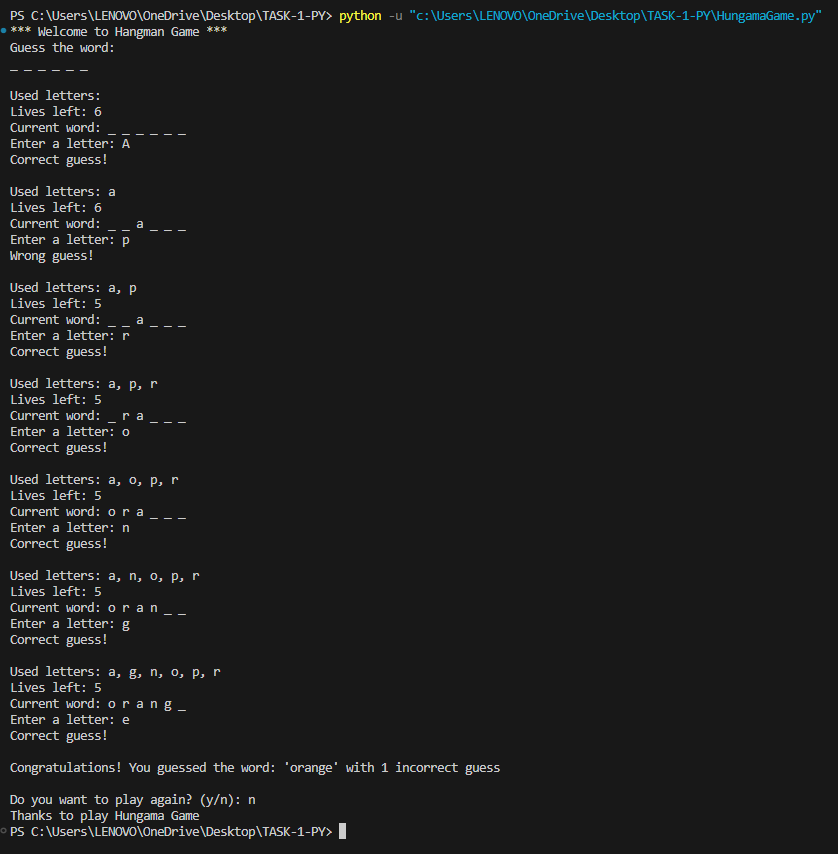 PS C:\Users\LENOVO\OneDrive\Desktop\TASK-1-PY> python -u "c:\Users\LENOVO\OneDrive\Desktop\TASK-1-PY\HungamaGame.py"
*** Welcome to Hangman Game ***
Guess the word:
_ _ _ _ _ _
Used letters:
Lives left: 6
Current word: _ _ _ _ _ _
Enter a letter: A
Correct guess!
Used letters: a
Lives left: 6
Current word: _ _ a _ _ _
Enter a letter: p
Wrong guess!
Used letters: a, p
Lives left: 5
Current word: _ _ a _ _ _
Enter a letter: r
Correct guess!
Used letters: a, p, r
Lives left: 5
Current word: _ r a _ _ _
Enter a letter: o
Correct guess!
Used letters: a, o, p, r
Lives left: 5
Current word: o r a _ _ _
Enter a letter: n
Correct guess!
Used letters: a, n, o, p, r
Lives left: 5
Current word: o r a n _ _
Enter a letter: g
Correct guess!
Used letters: a, g, n, o, p, r
Lives left: 5
Current word: o r a n g _
Enter a letter: e
Correct guess!
Congratulations! You guessed the word: 'orange' with 1 incorrect guess
Do you want to play again? (y/n): n
Thanks to play Hungama Game
PS C:\Users\LENOVO\OneDrive\Desktop\TASK-1-PY>